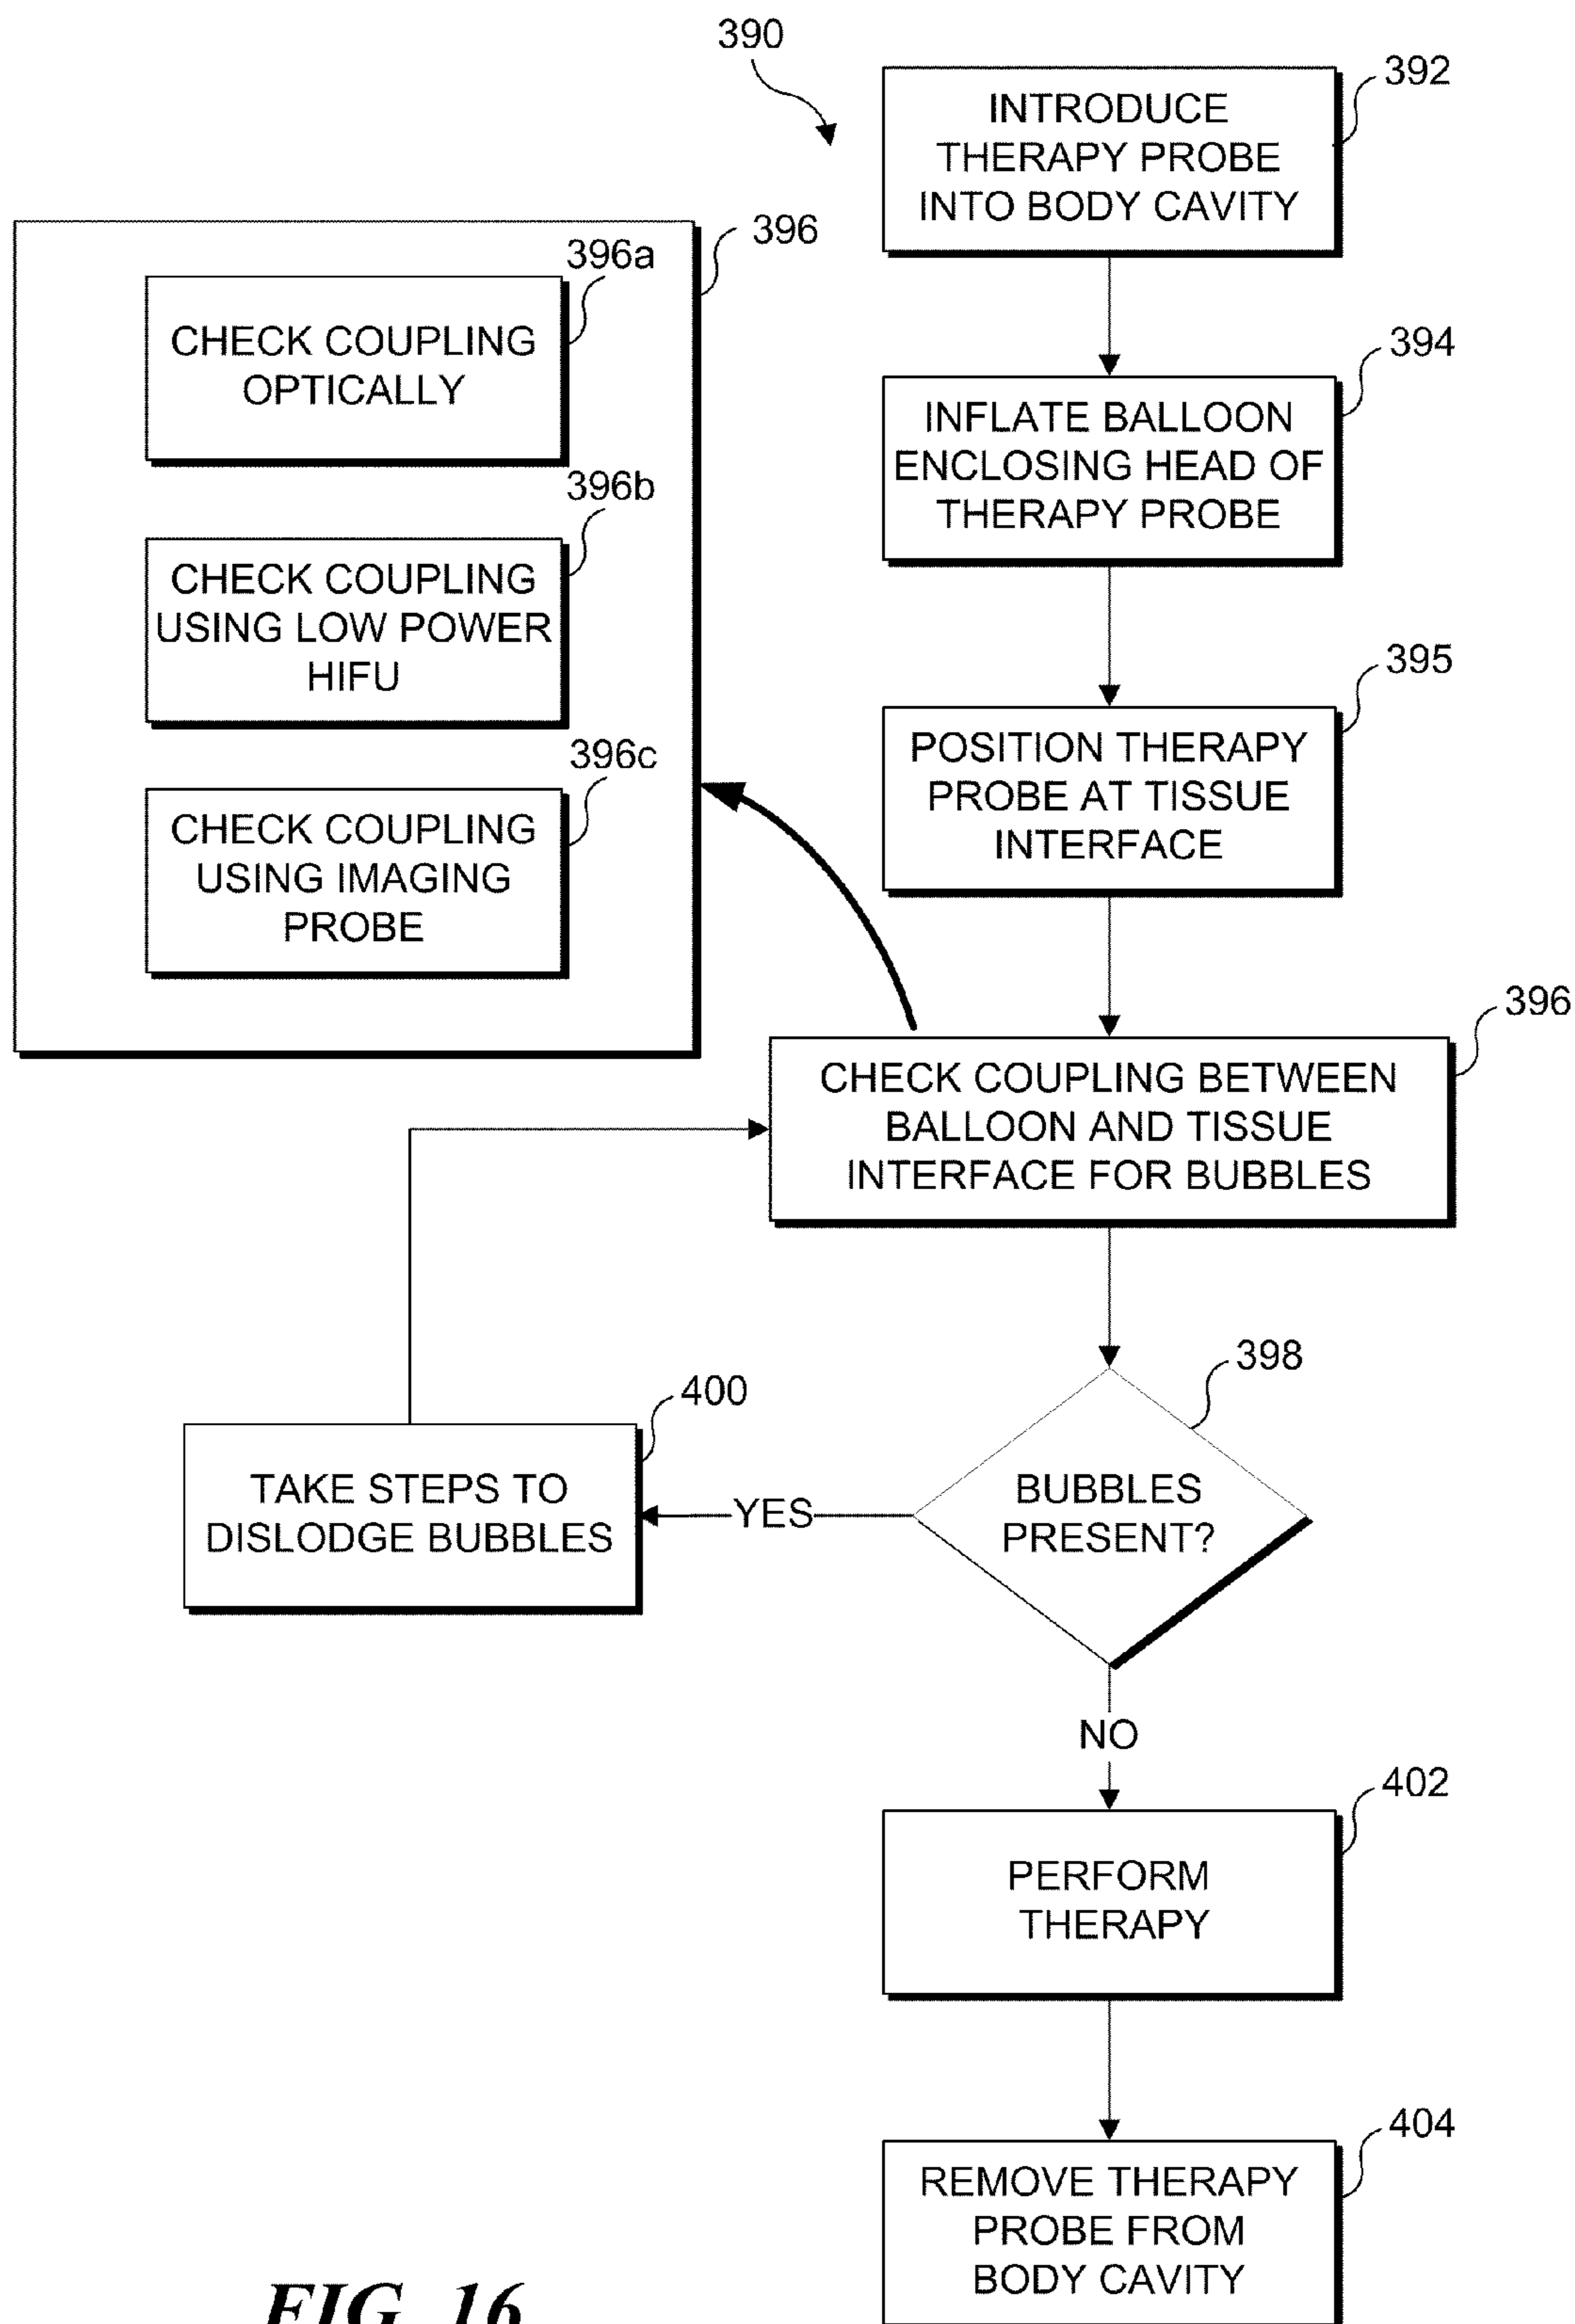 390
392
INTRODUCE
THERAPY PROBE
INTO BODY CAVITY
394
INFLATE BALLOON
ENCLOSING HEAD OF
THERAPY PROBE
395
POSITION THERAPY
PROBE AT TISSUE
INTERFACE
396
396a
CHECK COUPLING
OPTICALLY
396b
CHECK COUPLING
USING LOW POWER
HIFU
396c
CHECK COUPLING
USING IMAGING
PROBE
396
CHECK COUPLING BETWEEN
BALLOON AND TISSUE
INTERFACE FOR BUBBLES
398
BUBBLES
PRESENT?
YES
400
TAKE STEPS TO
DISLODGE BUBBLES
NO
402
PERFORM
THERAPY
404
REMOVE THERAPY
PROBE FROM
BODY CAVITY
FIG. 16